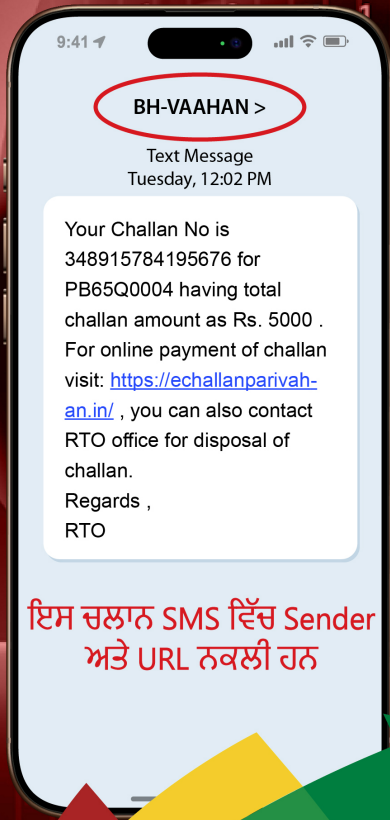 9:41
BH-VAAHAN >
Text Message
Tuesday, 12:02 PM
Your Challan No is
348915784195676 for
PB65Q0004 having total
challan amount as Rs. 5000 .
For online payment of challan
visit: https://echallanparivah-
an.in/ , you can also contact
RTO office for disposal of
challan.
Regards ,
RTO
ਇਸ ਚਲਾਨ SMS ਵਿੱਚ Sender
ਅਤੇ URL ਨਕਲੀ ਹਨ